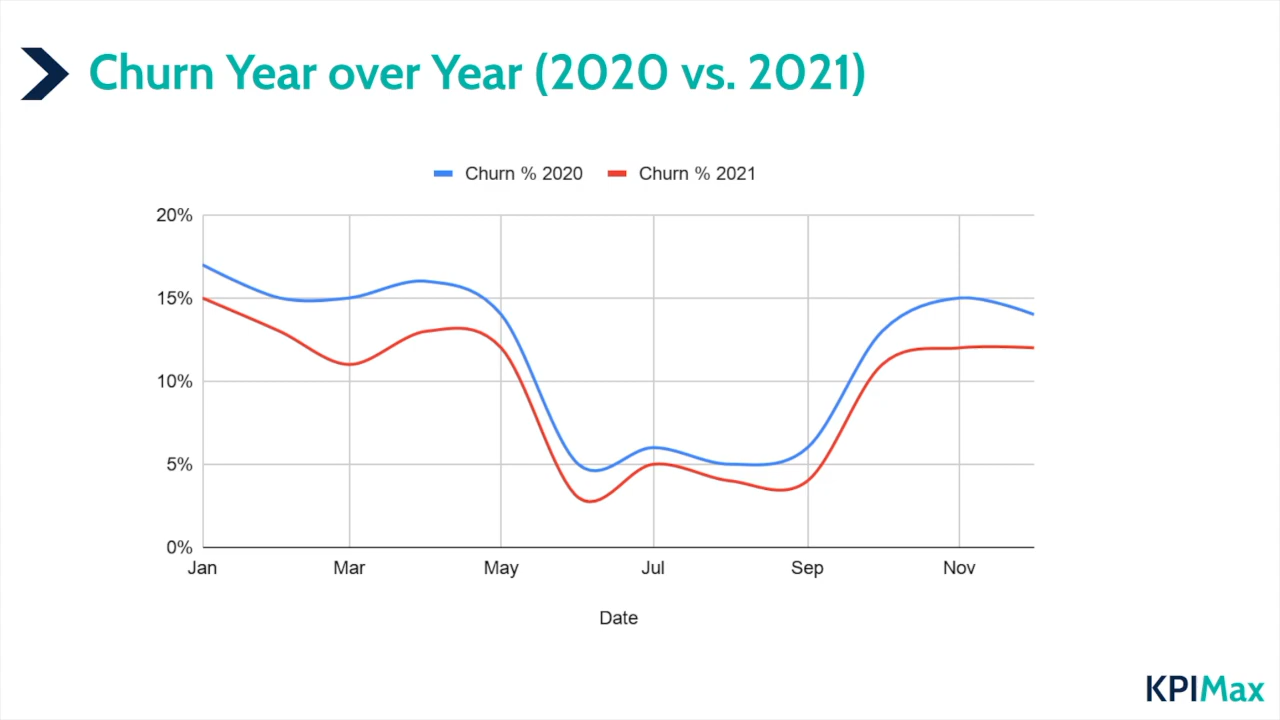 Churn Year over Year (2020 vs. 2021)
Churn % 2020 Churn % 2021
20%
15%
10%
5%
0%
Jan Mar May Jul Sep Nov
Date
KPIMax